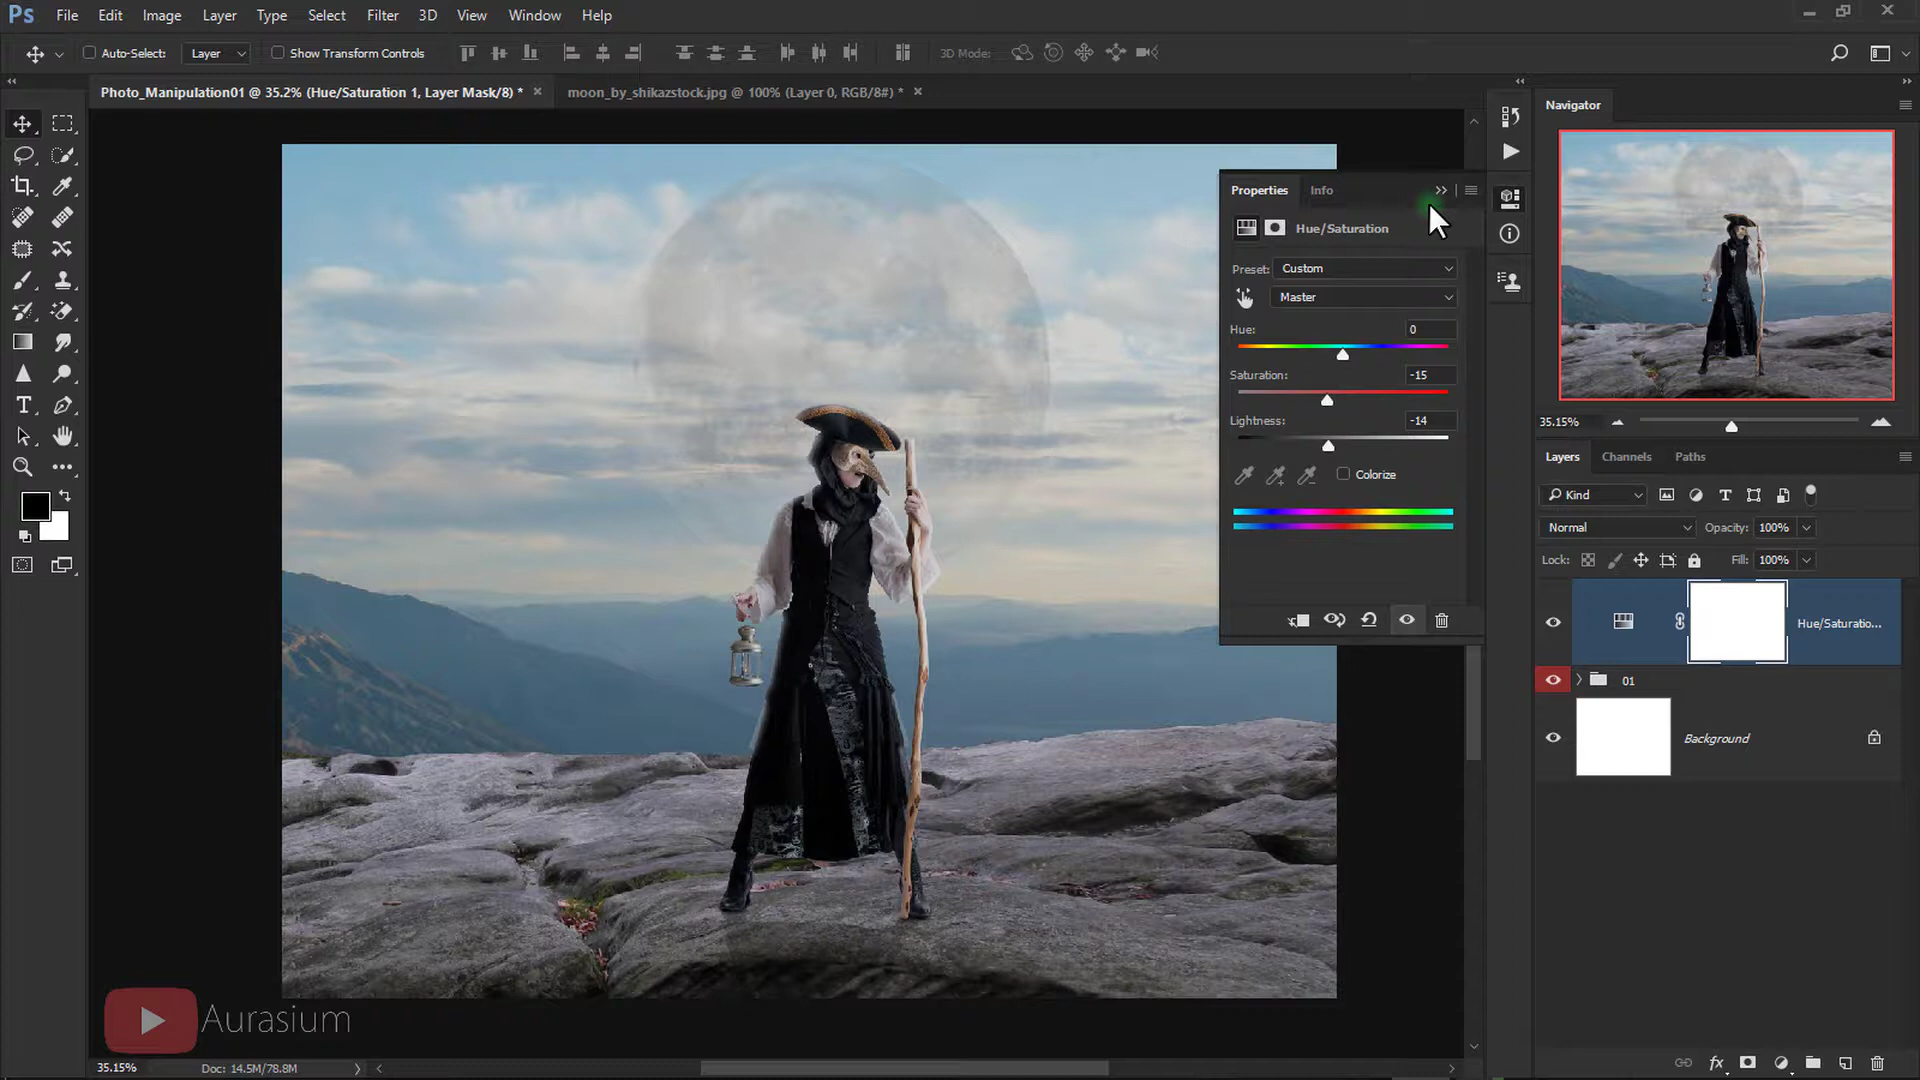 Ps File Edit Image Layer Type Select Filter 3D View Window Help
Auto-Select: Layer Show Transform Controls 3D Mode:
Photo_Manipulation01 @ 35.2% (Hue/Saturation 1, Layer Mask/8) *
moon_by_shikazstock.jpg @ 100% (Layer 0, RGB/8#) *
Navigator
35.15%
Properties Info
Hue/Saturation
Preset: Custom
Master
Hue: 0
Saturation: -15
Lightness: -14
Colorize
Layers Channels Paths
Kind
Normal Opacity: 100%
Lock: Fill: 100%
Hue/Saturatio...
01
Background
Aurasium
35.15% Doc: 14.5M/78.8M